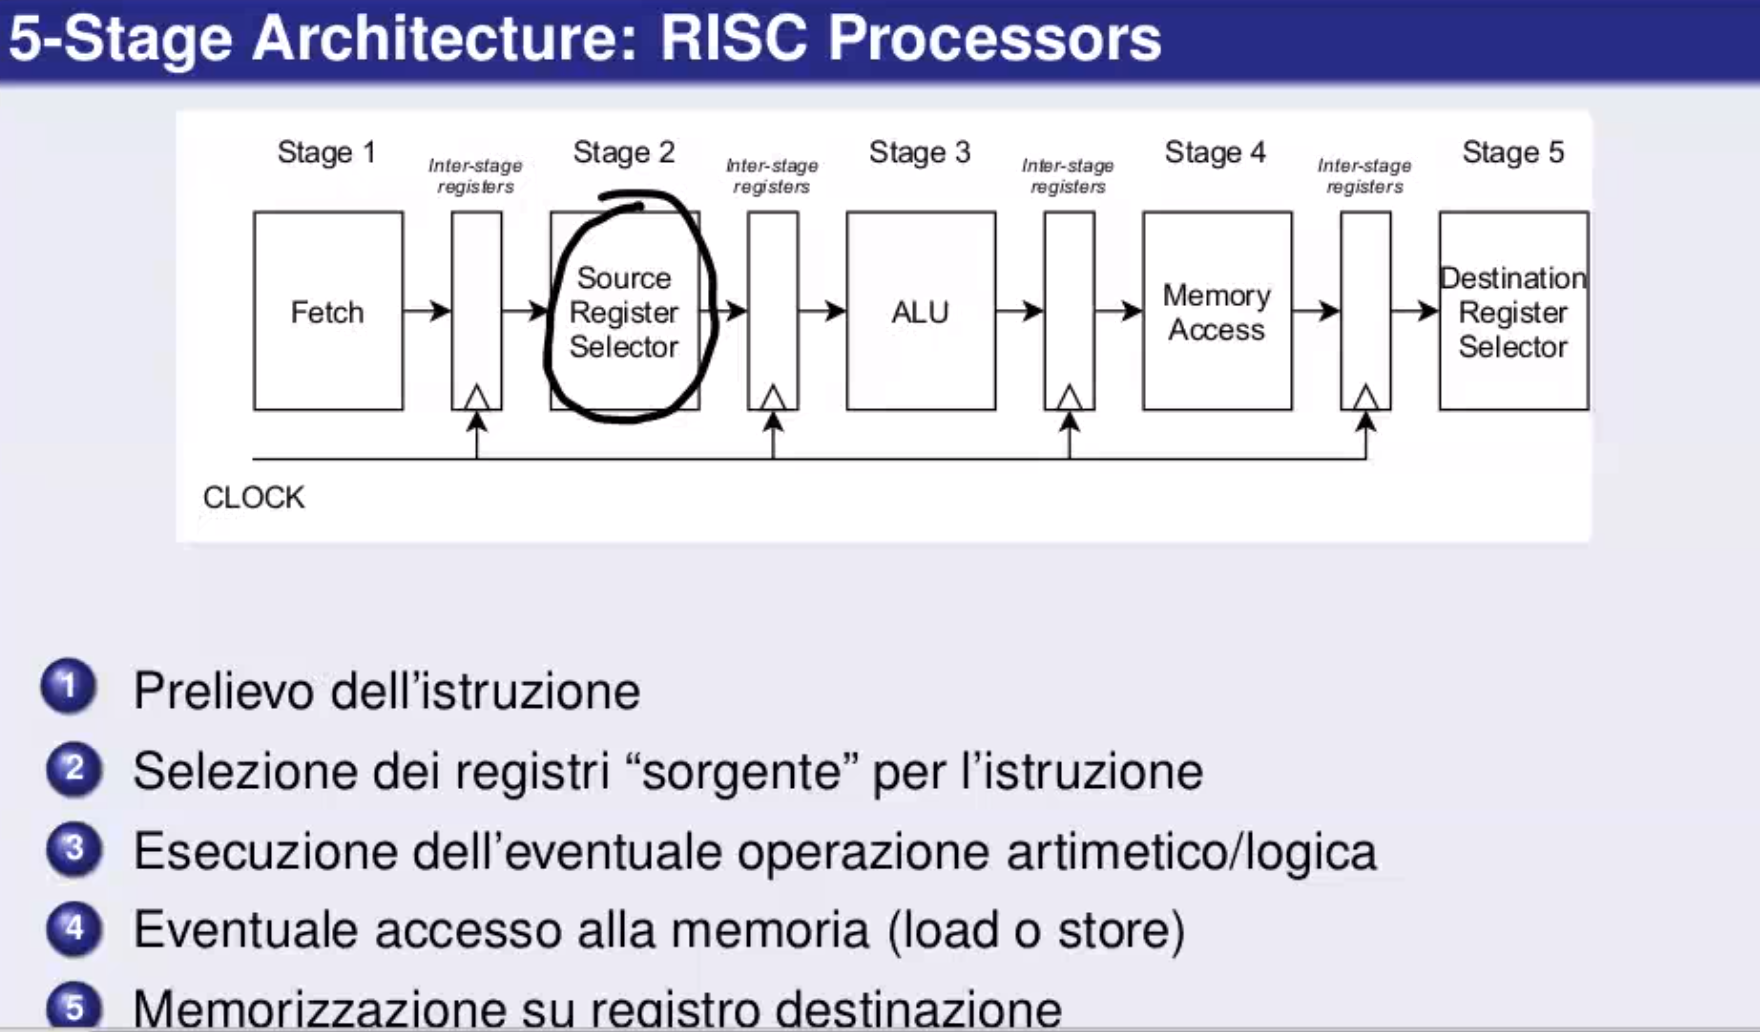 5-Stage Architecture: RISC Processors
Stage 1
Inter-stage
registers
Stage 2
Inter-stage
registers
Stage 3
Inter-stage
registers
Stage 4
Inter-stage
registers
Stage 5
Fetch
Source
Register
Selector
ALU
Memory
Access
Destination
Register
Selector
CLOCK
1 Prelievo dell'istruzione
2 Selezione dei registri “sorgente” per l'istruzione
3 Esecuzione dell'eventuale operazione artimetico/logica
4 Eventuale accesso alla memoria (load o store)
5 Memorizzazione su registro destinazione